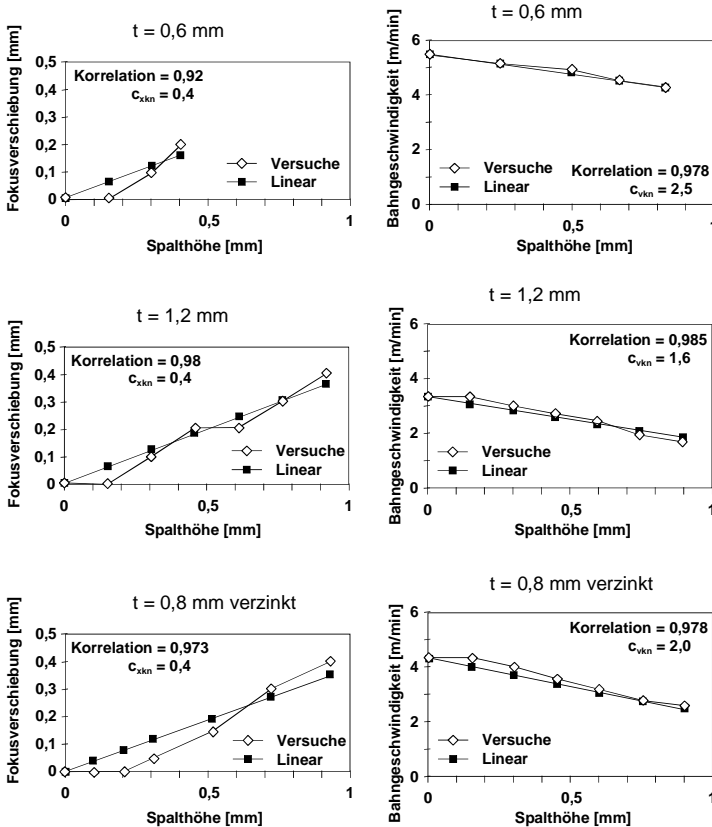 t = 0,6 mm
Fokusverschiebung [mm]
0,5
0,4
0,3
0,2
0,1
0
Korrelation = 0,92
cxkn = 0,4
Versuche
Linear
0
0,5
1
Spalthöhe [mm]
t = 0,6 mm
Bahngeschwindigkeit [m/min]
6
4
2
0
Versuche
Linear
Korrelation = 0,978
cvkn = 2,5
0
0,5
1
Spalthöhe [mm]
t = 1,2 mm
Fokusverschiebung [mm]
0,5
0,4
0,3
0,2
0,1
0
Korrelation = 0,98
cxkn = 0,4
Versuche
Linear
0
0,5
1
Spalthöhe [mm]
t = 1,2 mm
Bahngeschwindigkeit [m/min]
6
4
2
0
Korrelation = 0,985
cvkn = 1,6
Versuche
Linear
0
0,5
1
Spalthöhe [mm]
t = 0,8 mm verzinkt
Fokusverschiebung [mm]
0,5
0,4
0,3
0,2
0,1
0
Korrelation = 0,973
cxkn = 0,4
Versuche
Linear
0
0,5
1
Spalthöhe [mm]
t = 0,8 mm verzinkt
Bahngeschwindigkeit [m/min]
6
4
2
0
Korrelation = 0,978
cvkn = 2,0
Versuche
Linear
0
0,5
1
Spalthöhe [mm]